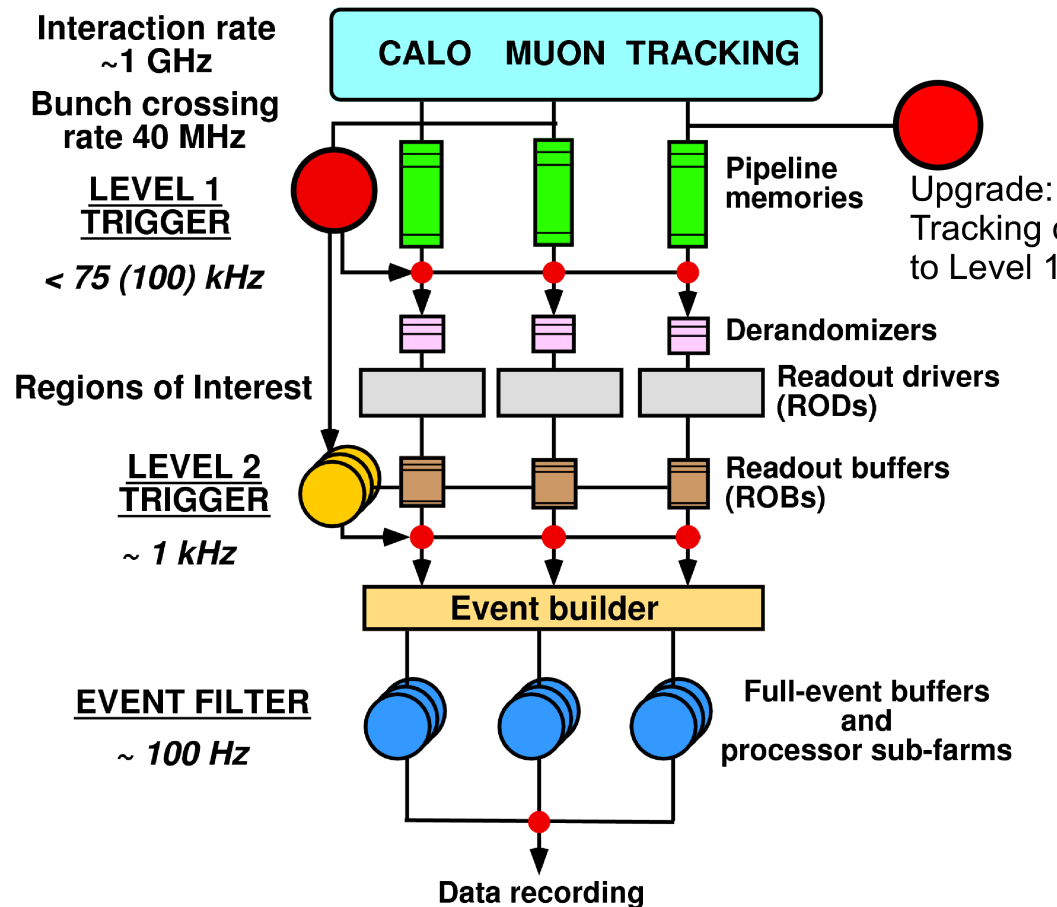 Interaction rate
~1 GHz
CALO MUON TRACKING
Bunch crossing
rate 40 MHz
LEVEL 1
TRIGGER
< 75 (100) kHz
Pipeline
memories
Upgrade:
Tracking
to Level 1
Derandomizers
Regions of Interest
Readout drivers
(RODs)
LEVEL 2
TRIGGER
~ 1 kHz
Readout buffers
(ROBs)
Event builder
EVENT FILTER
~ 100 Hz
Full-event buffers
and
processor sub-farms
Data recording